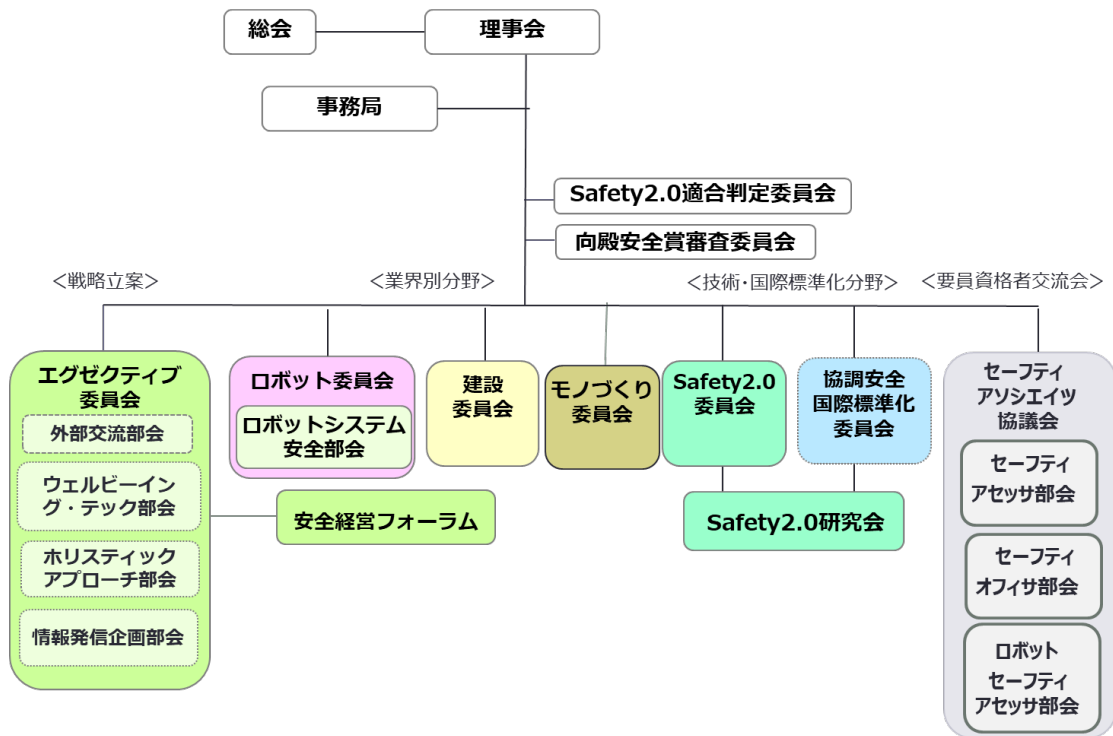 総会
理事会
事務局
Safety2.0適合判定委員会
向殿安全賞審査委員会
＜戦略立案＞
＜業界別分野＞
＜技術・国際標準化分野＞
＜要員資格者交流会＞
エグゼクティブ
委員会
外部交流部会
ウェルビーイン
グ・テック部会
ホリスティック
アプローチ部会
情報発信企画部会
ロボット委員会
ロボットシステム
安全部会
安全経営フォーラム
建設
委員会
モノづくり
委員会
Safety2.0
委員会
協調安全
国際標準化
委員会
Safety2.0研究会
セーフティ
アソシエイツ
協議会
セーフティ
アセッサ部会
セーフティ
オフィサ部会
ロボット
セーフティ
アセッサ部会